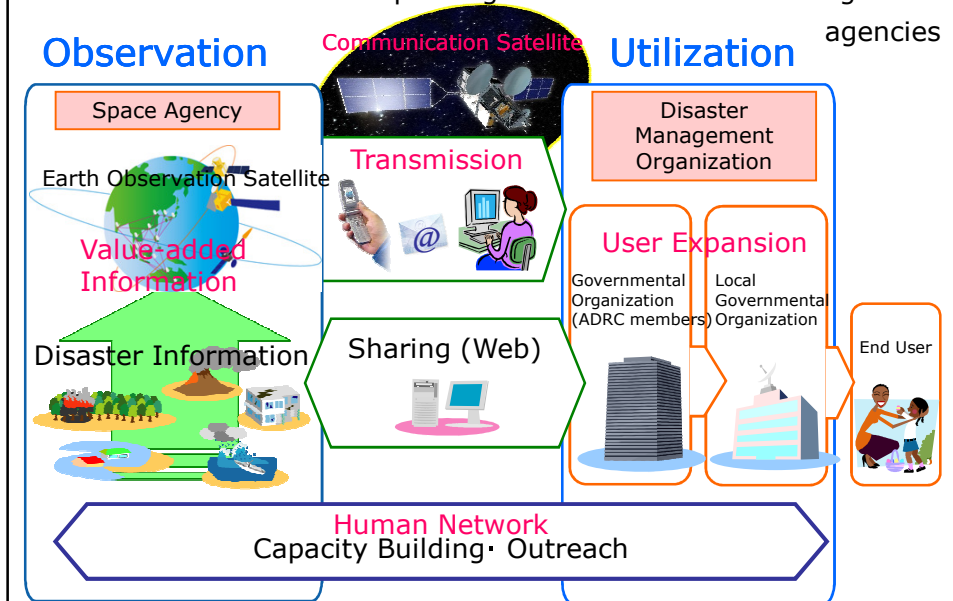 agencies
Observation
Communication Satellite
Utilization
Space Agency
Disaster
Management
Organization
Transmission
Earth Observation Satellite
Value-added
Information
@
User Expansion
Governmental
Organization
(ADRC members)
Local
Governmental
Organization
Disaster Information
Sharing (Web)
End User
Human Network
Capacity Building· Outreach